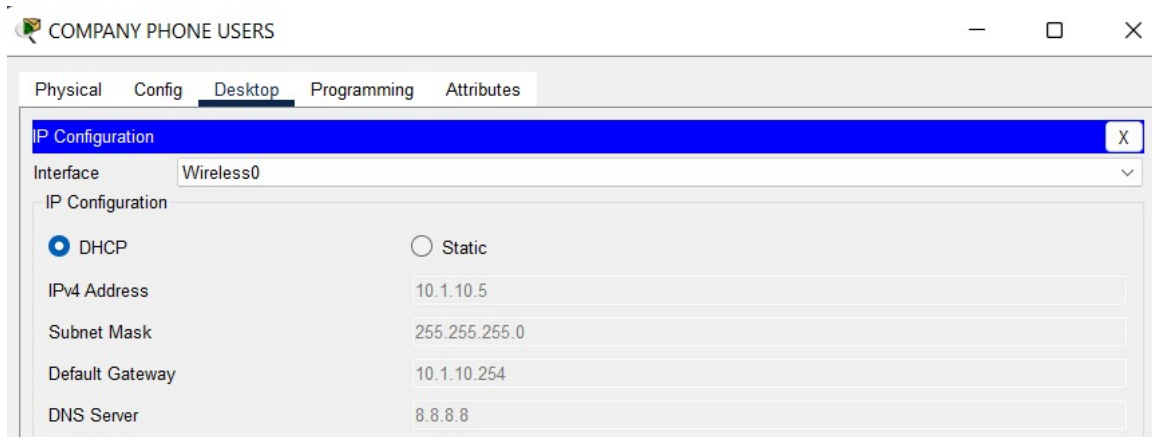 COMPANY PHONE USERS
Physical Config Desktop Programming Attributes
IP Configuration X
Interface Wireless0
IP Configuration
DHCP Static
IPv4 Address 10.1.10.5
Subnet Mask 255.255.255.0
Default Gateway 10.1.10.254
DNS Server 8.8.8.8